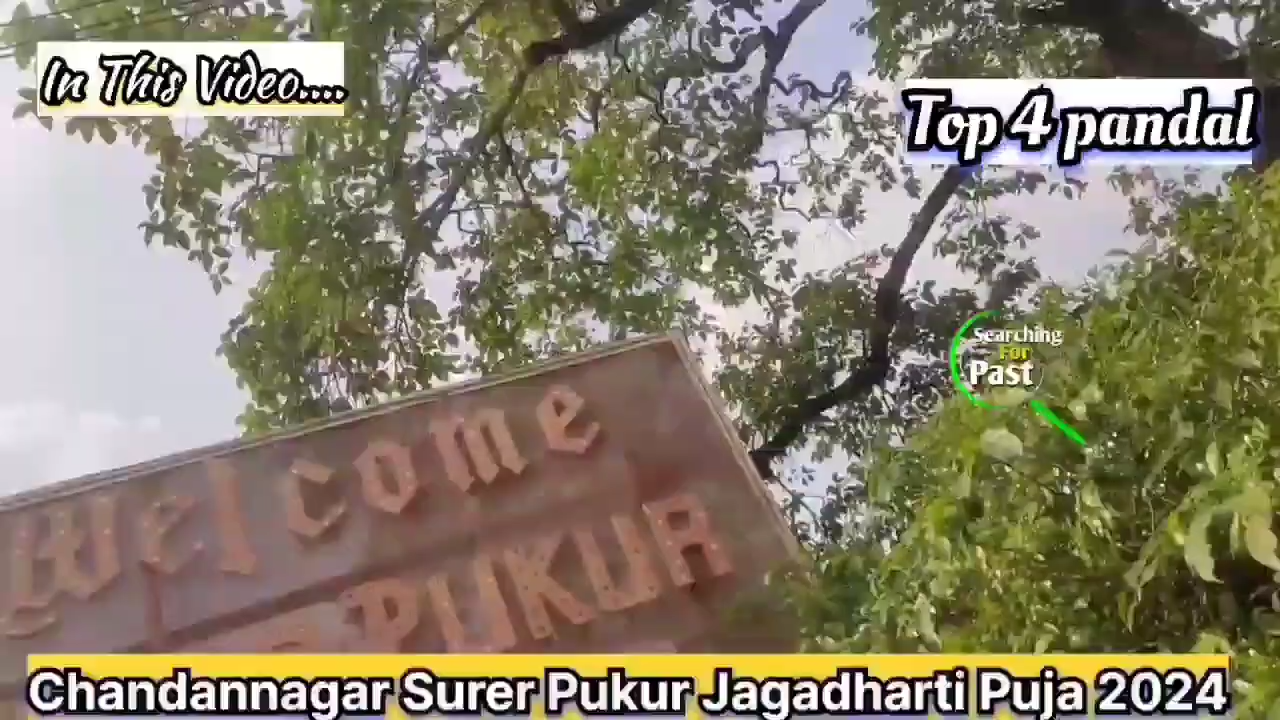 In This Video....
Top 4 pandal
Searching
For
Past
Welcome
PUKUR
Chandannagar Surer Pukur Jagadharti Puja 2024